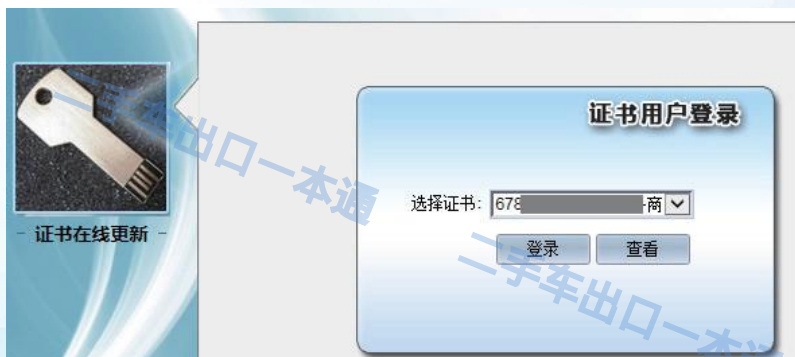 证书用户登录
选择证书: 678 -商
登录 查看
- 证书在线更新 -
二手车出口一本通
二手车出口一本通